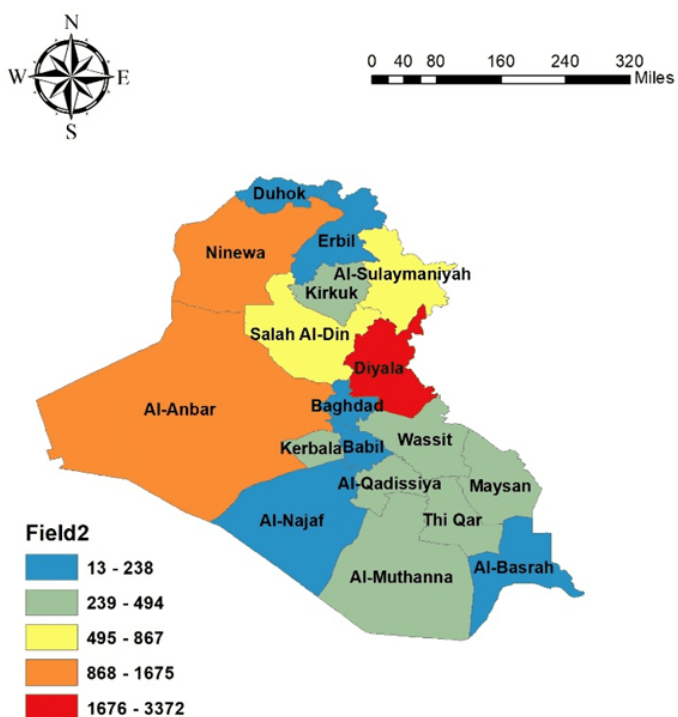 N
W E
S
0 40 80 160 240 320
Miles
Duhok
Ninewa
Erbil
Al-Sulaymaniyah
Kirkuk
Salah Al-Din
Diyala
Al-Anbar
Baghdad
Wassit
Kerbala
Babil
Al-Qadissiya
Maysan
Al-Najaf
Thi Qar
Al-Basrah
Al-Muthanna
Field2
13 - 238
239 - 494
495 - 867
868 - 1675
1676 - 3372